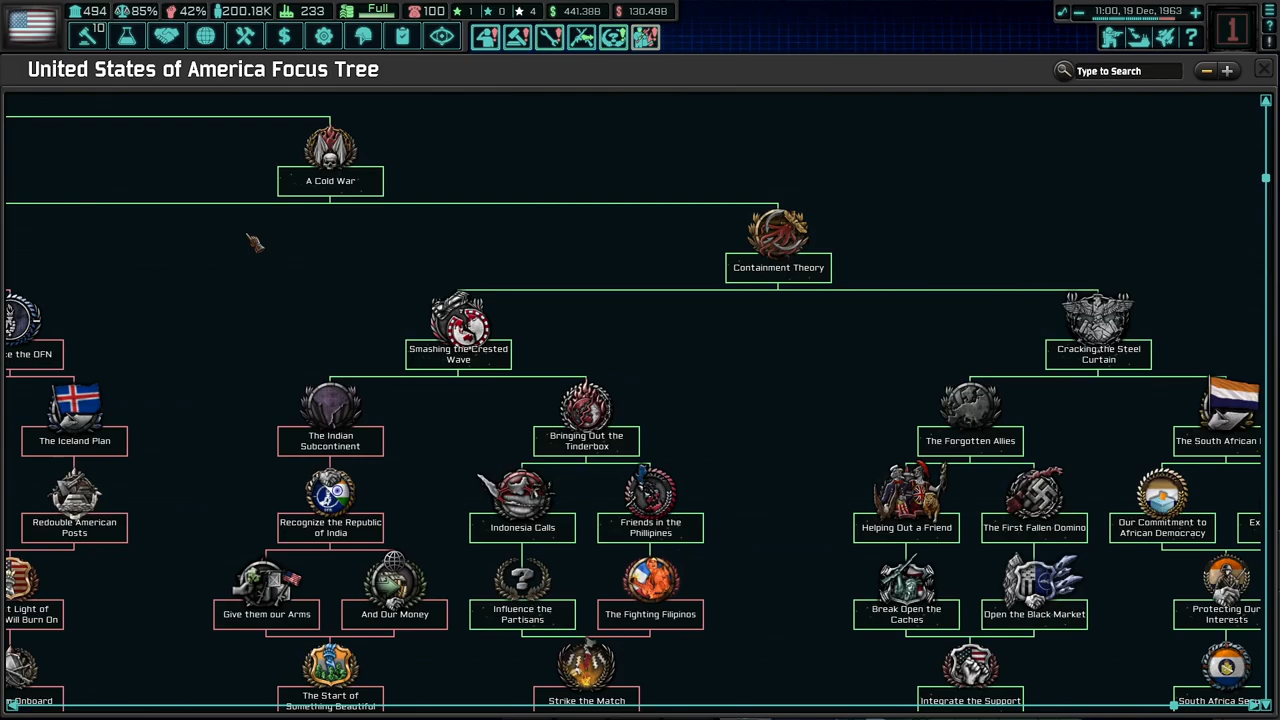 494 85% 42% 200.18K 233 Full 100 1 0 4 $ 441.38B $ 130.49B 11:00, 19 Dec, 1963
10
1
United States of America Focus Tree
Type to Search
A Cold War
Containment Theory
Smashing the Crested
Wave
Cracking the Steel
Curtain
ke the OFN
The Iceland Plan
The Indian
Subcontinent
Bringing Out the
Tinderbox
The Forgotten Allies
The South African
Redouble American
Posts
Recognize the Republic
of India
Indonesia Calls
Friends in the
Phillipines
Helping Out a Friend
The First Fallen Domino
Our Commitment to
African Democracy
Ex
t Light of
Will Burn On
Give them our Arms
And Our Money
Influence the
Partisans
The Fighting Filipinos
Break Open the
Caches
Open the Black Market
Protecting Our
Interests
Onboard
The Start of
Something Beautiful
Strike the Match
Integrate the Support
South Africa Sec